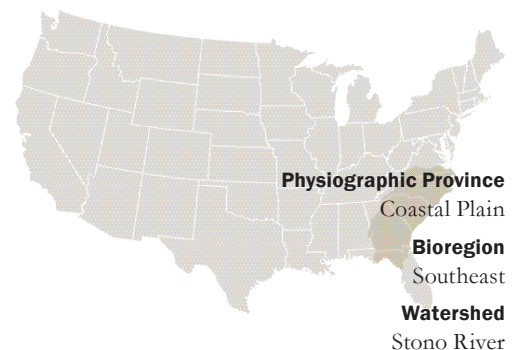 Physiographic Province
Coastal Plain
Bioregion
Southeast
Watershed
Stono River